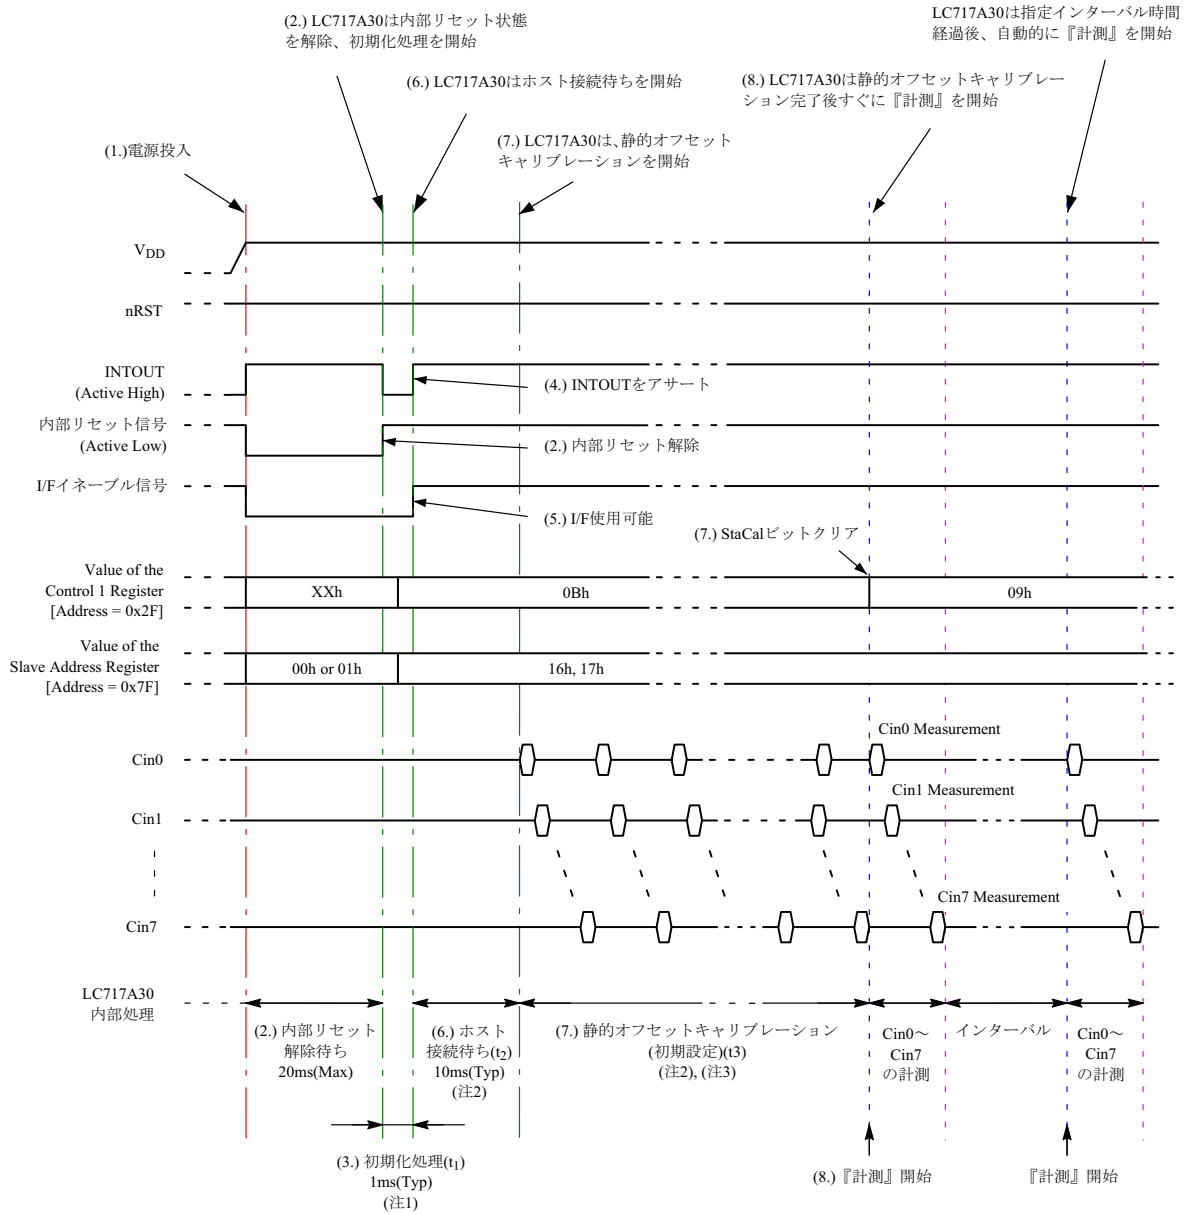 (2.) LC717A30は内部リセット状態
を解除、初期化処理を開始
LC717A30は指定インターバル時間
経過後、自動的に『計測』を開始
(6.) LC717A30はホスト接続待ちを開始
(8.) LC717A30は静的オフセットキャリブレー
ション完了後すぐに『計測』を開始
(1.)電源投入
(7.) LC717A30は、静的オフセット
キャリブレーションを開始
VDD
nRST
INTOUT
(Active High)
(4.) INTOUTをアサート
内部リセット信号
(Active Low)
(2.) 内部リセット解除
I/Fイネーブル信号
(5.) I/F使用可能
(7.) StaCalビットクリア
Value of the
Control 1 Register
[Address = 0x2F]
XXh
0Bh
09h
Value of the
Slave Address Register
[Address = 0x7F]
00h or 01h
16h, 17h
Cin0 Measurement
Cin0
Cin1 Measurement
Cin1
Cin7 Measurement
Cin7
LC717A30
内部処理
(2.) 内部リセット
解除待ち
20ms(Max)
(6.) ホスト
接続待ち(t2)
10ms(Typ)
(注2)
(7.) 静的オフセットキャリブレーション
(初期設定)(t3)
(注2), (注3)
Cin0～
Cin7
の計測
インターバル
Cin0～
Cin7
の計測
(3.) 初期化処理(t1)
1ms(Typ)
(注1)
(8.)『計測』開始
『計測』開始